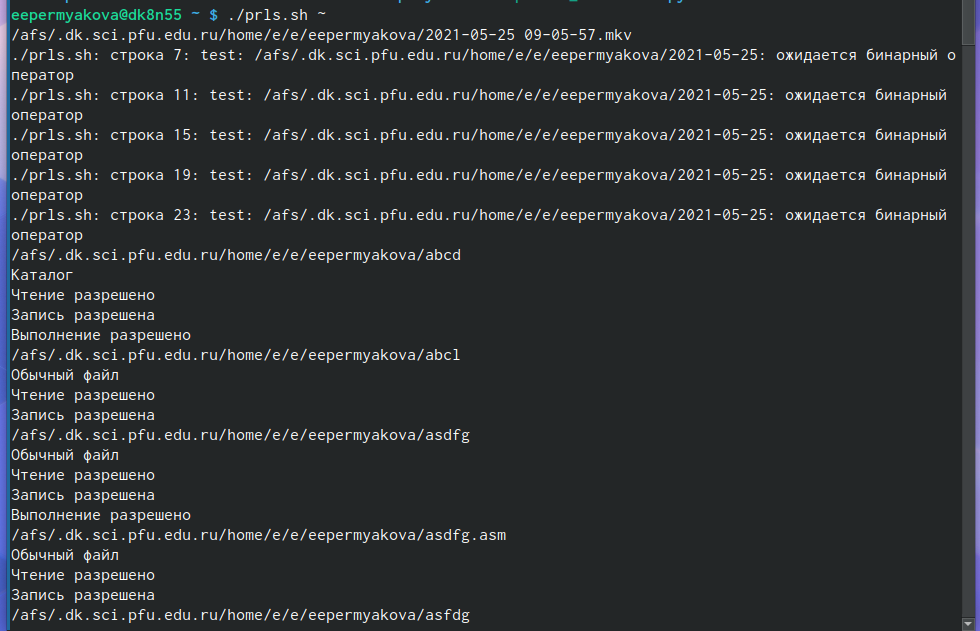 eepermyakova@dk8n55 ~ $ ./prls.sh ~
/afs/.dk.sci.pfu.edu.ru/home/e/e/eepermyakova/2021-05-25 09-05-57.mkv
./prls.sh: строка 7: test: /afs/.dk.sci.pfu.edu.ru/home/e/e/eepermyakova/2021-05-25: ожидается бинарный о
ператор
./prls.sh: строка 11: test: /afs/.dk.sci.pfu.edu.ru/home/e/e/eepermyakova/2021-05-25: ожидается бинарный
оператор
./prls.sh: строка 15: test: /afs/.dk.sci.pfu.edu.ru/home/e/e/eepermyakova/2021-05-25: ожидается бинарный
оператор
./prls.sh: строка 19: test: /afs/.dk.sci.pfu.edu.ru/home/e/e/eepermyakova/2021-05-25: ожидается бинарный
оператор
./prls.sh: строка 23: test: /afs/.dk.sci.pfu.edu.ru/home/e/e/eepermyakova/2021-05-25: ожидается бинарный
оператор
/afs/.dk.sci.pfu.edu.ru/home/e/e/eepermyakova/abcd
Каталог
Чтение разрешено
Запись разрешена
Выполнение разрешено
/afs/.dk.sci.pfu.edu.ru/home/e/e/eepermyakova/abcl
Обычный файл
Чтение разрешено
Запись разрешена
/afs/.dk.sci.pfu.edu.ru/home/e/e/eepermyakova/asdfg
Обычный файл
Чтение разрешено
Запись разрешена
Выполнение разрешено
/afs/.dk.sci.pfu.edu.ru/home/e/e/eepermyakova/asdfg.asm
Обычный файл
Чтение разрешено
Запись разрешена
/afs/.dk.sci.pfu.edu.ru/home/e/e/eepermyakova/asfdg